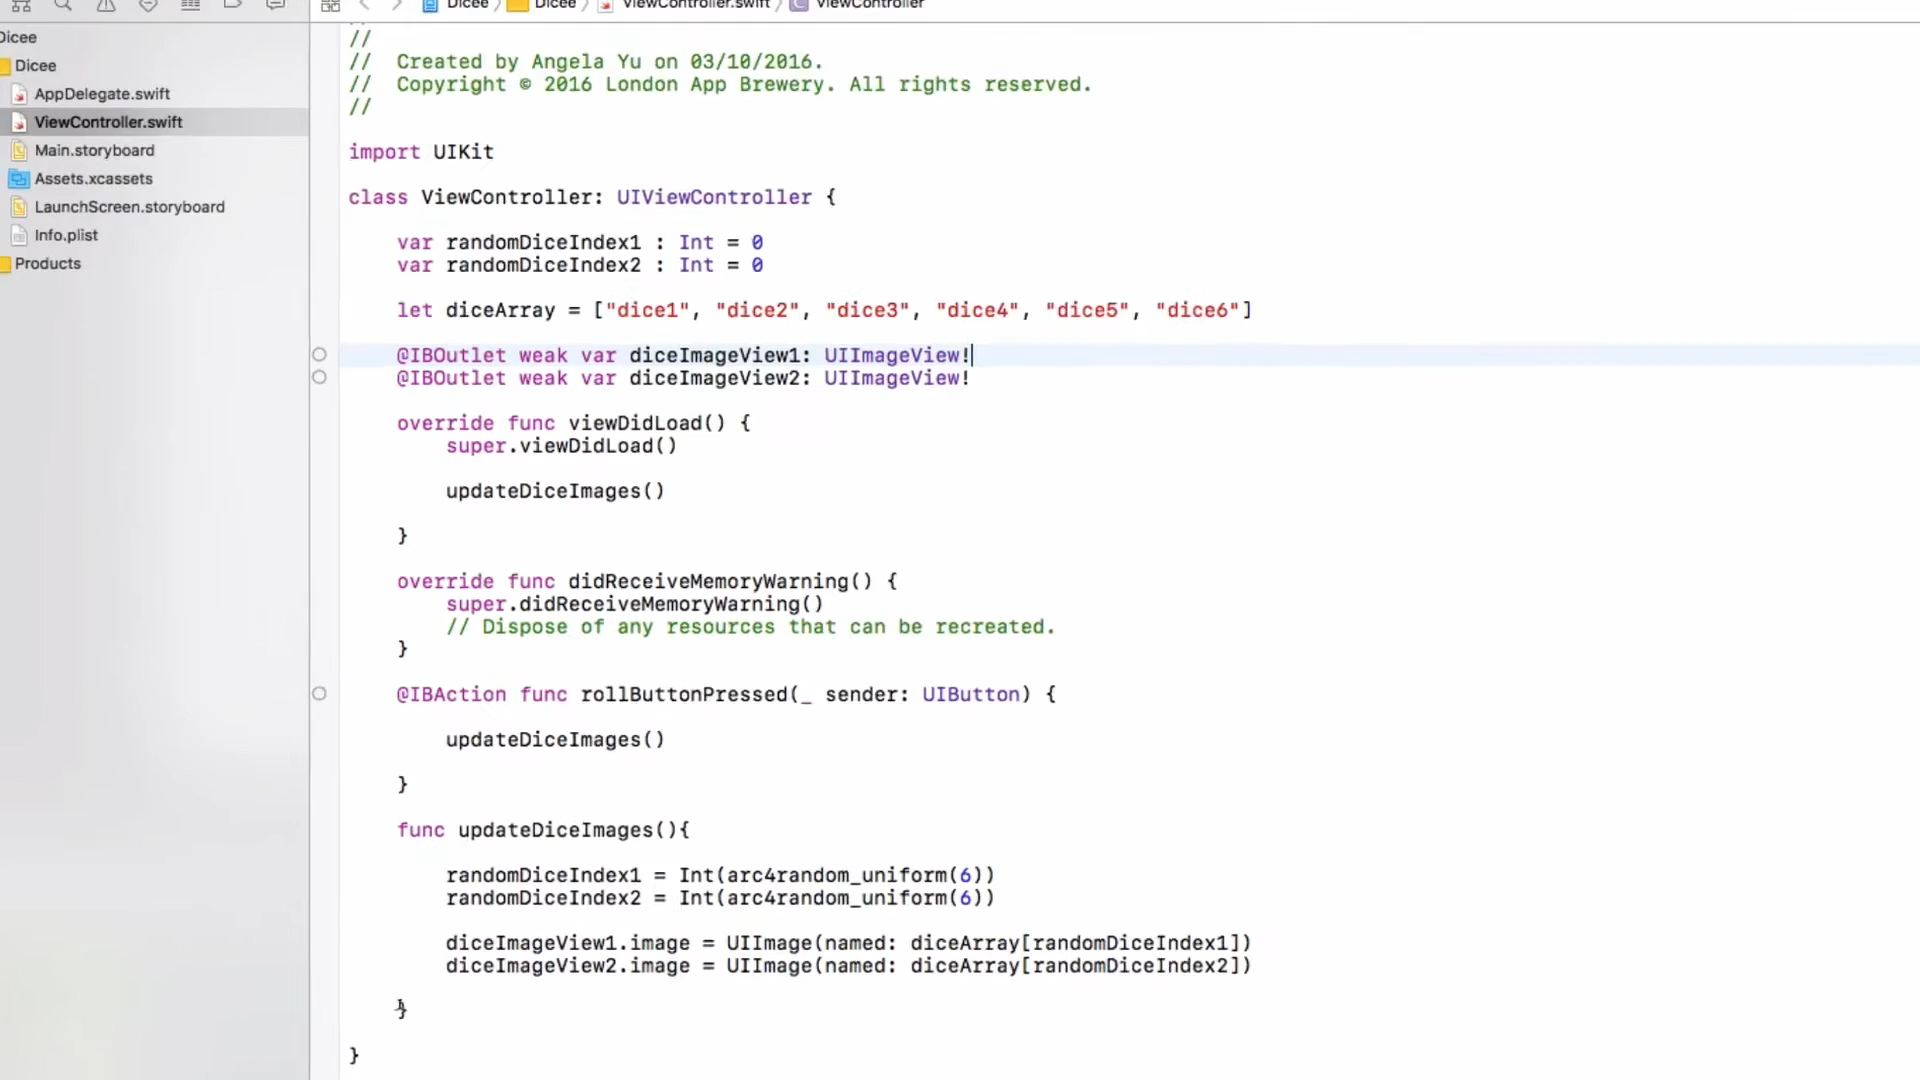 Dicee
Dicee
ViewController.swift
ViewController
Dicee
Dicee
AppDelegate.swift
ViewController.swift
Main.storyboard
Assets.xcassets
LaunchScreen.storyboard
Info.plist
Products
//
//  Created by Angela Yu on 03/10/2016.
//  Copyright © 2016 London App Brewery. All rights reserved.
//
import UIKit
class ViewController: UIViewController {
var randomDiceIndex1 : Int = 0
var randomDiceIndex2 : Int = 0
let diceArray = ["dice1", "dice2", "dice3", "dice4", "dice5", "dice6"]
@IBOutlet weak var diceImageView1: UIImageView!
@IBOutlet weak var diceImageView2: UIImageView!
override func viewDidLoad() {
super.viewDidLoad()
updateDiceImages()
}
override func didReceiveMemoryWarning() {
super.didReceiveMemoryWarning()
// Dispose of any resources that can be recreated.
}
@IBAction func rollButtonPressed(_ sender: UIButton) {
updateDiceImages()
}
func updateDiceImages(){
randomDiceIndex1 = Int(arc4random_uniform(6))
randomDiceIndex2 = Int(arc4random_uniform(6))
diceImageView1.image = UIImage(named: diceArray[randomDiceIndex1])
diceImageView2.image = UIImage(named: diceArray[randomDiceIndex2])
}
}